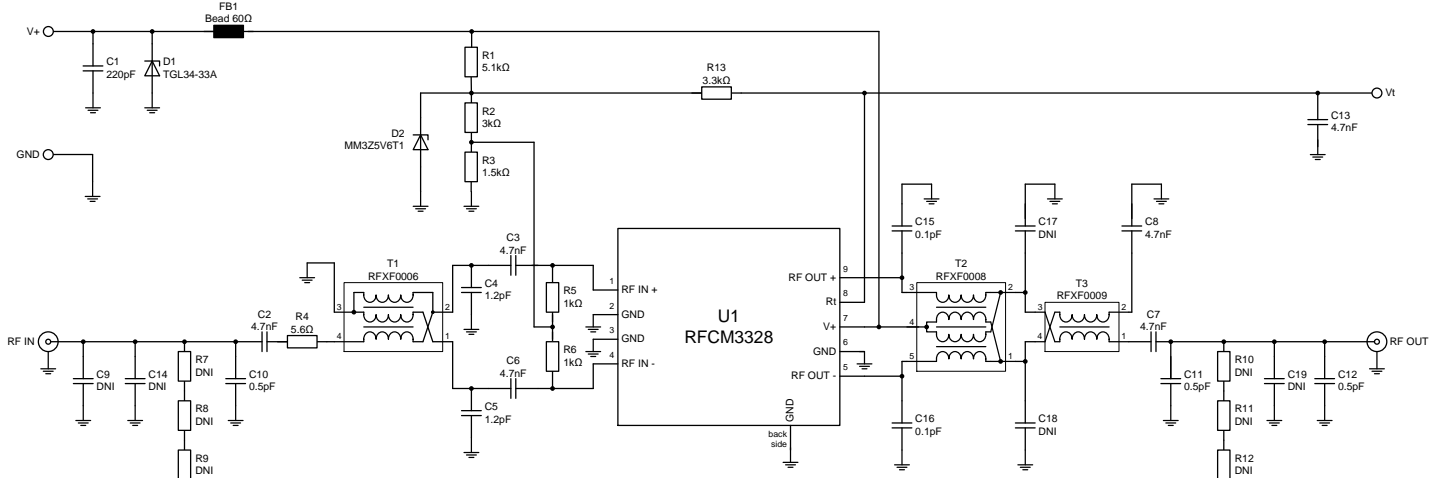 FB1
Bead 60Ω
V+
C1
220pF
D1
TGL34-33A
R1
5.1kΩ
R13
3.3kΩ
Vt
C13
4.7nF
R2
3kΩ
D2
MM3Z5V6T1
R3
1.5kΩ
GND
C3
4.7nF
C15
0.1pF
C17
DNI
C8
4.7nF
T1
RFXF0006
3
2
4
1
C4
1.2pF
R5
1kΩ
R6
1kΩ
1
RF IN +
2
GND
3
GND
4
RF IN -
U1
RFCM3328
9
RF OUT +
8
Rt
7
V+
6
GND
5
RF OUT -
GND
back
side
T2
RFXF0008
3
2
4
5
1
T3
RFXF0009
3
2
4
1
C7
4.7nF
RF IN
C2
4.7nF
R4
5.6Ω
C9
DNI
C14
DNI
R7
DNI
R8
DNI
R9
DNI
C10
0.5pF
C6
4.7nF
C5
1.2pF
C16
0.1pF
C18
DNI
C11
0.5pF
R10
DNI
R11
DNI
R12
DNI
C19
DNI
C12
0.5pF
RF OUT